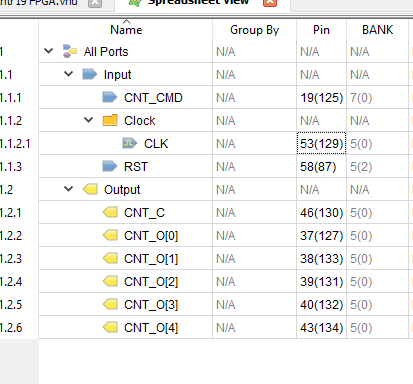 ntr19 FPGA.vhd Spreadsheet View
Name Group By Pin BANK
1 All Ports N/A N/A N/A
1.1 Input N/A N/A N/A
1.1.1 CNT_CMD N/A 19(125) 7(0)
1.1.2 Clock N/A N/A N/A
1.1.2.1 CLK N/A 53(129) 5(0)
1.1.3 RST N/A 58(87) 5(2)
1.2 Output N/A N/A N/A
1.2.1 CNT_C N/A 46(130) 5(0)
1.2.2 CNT_O[0] N/A 37(127) 5(0)
1.2.3 CNT_O[1] N/A 38(133) 5(0)
1.2.4 CNT_O[2] N/A 39(131) 5(0)
1.2.5 CNT_O[3] N/A 40(132) 5(0)
1.2.6 CNT_O[4] N/A 43(134) 5(0)